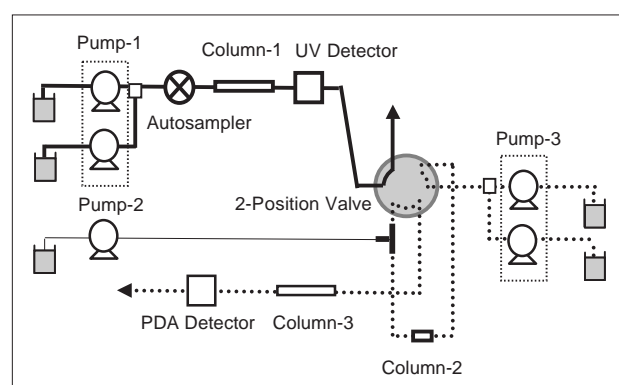 Pump-1
Column-1 UV Detector
Autosampler
Pump-3
2-Position Valve
Pump-2
PDA Detector Column-3
Column-2